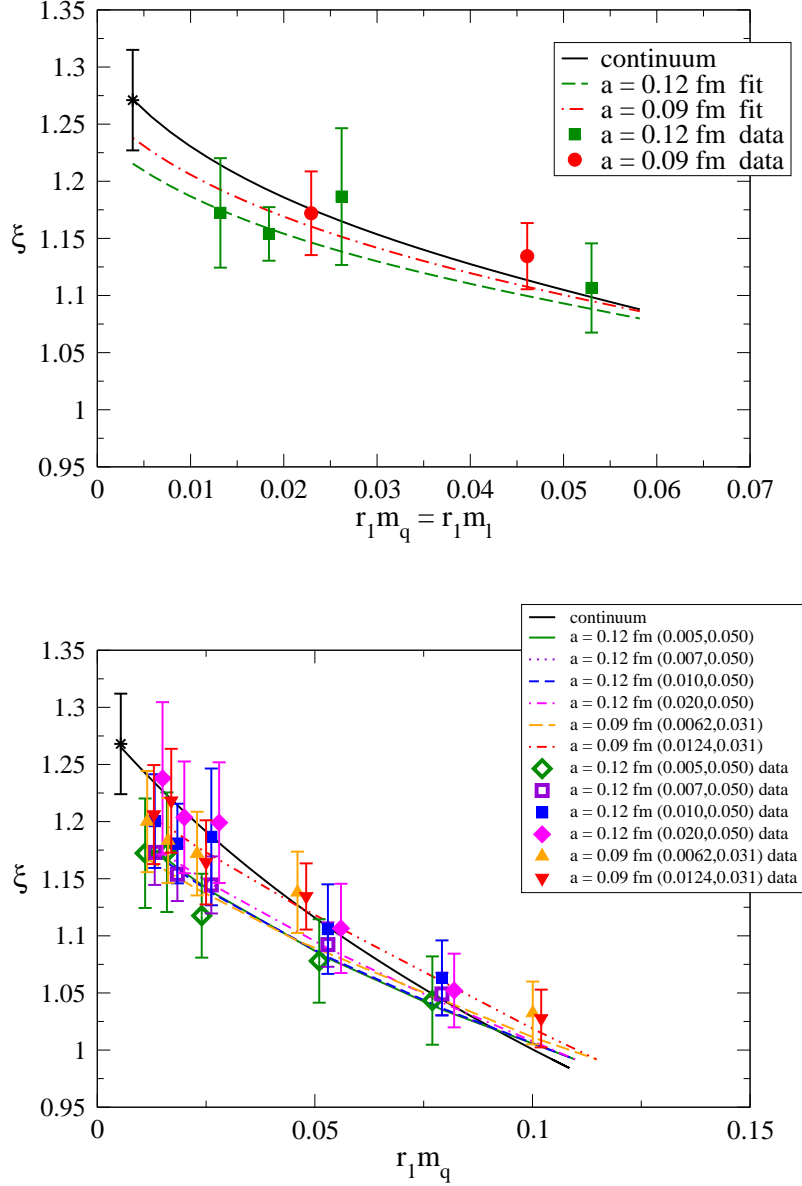 1.35
1.3
1.25
1.2
1.15
1.1
1.05
1
0.95
ξ
0
0.01
0.02
0.03
0.04
0.05
0.06
0.07
r₁m_q = r₁m_l
continuum
a = 0.12 fm fit
a = 0.09 fm fit
a = 0.12 fm data
a = 0.09 fm data
continuum
a = 0.12 fm (0.005,0.050)
a = 0.12 fm (0.007,0.050)
a = 0.12 fm (0.010,0.050)
a = 0.12 fm (0.020,0.050)
a = 0.09 fm (0.0062,0.031)
a = 0.09 fm (0.0124,0.031)
a = 0.12 fm (0.005,0.050) data
a = 0.12 fm (0.007,0.050) data
a = 0.12 fm (0.010,0.050) data
a = 0.12 fm (0.020,0.050) data
a = 0.09 fm (0.0062,0.031) data
a = 0.09 fm (0.0124,0.031) data
1.35
1.3
1.25
1.2
1.15
1.1
1.05
1
0.95
ξ
0
0.05
0.1
0.15
r₁m_q